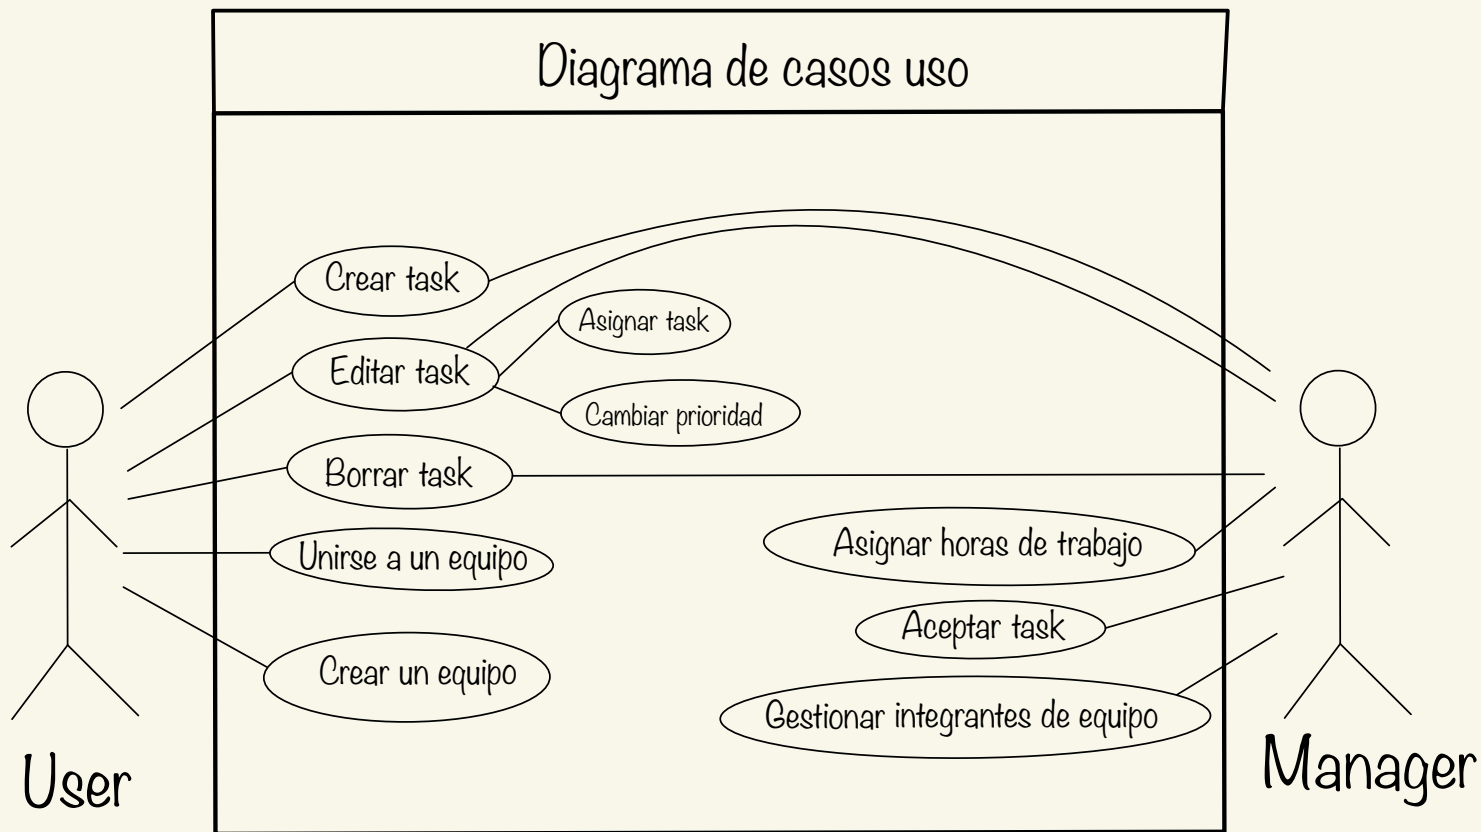 Diagrama de casos uso
Crear task
Asignar task
Editar task
Cambiar prioridad
Borrar task
Unirse a un equipo
Asignar horas de trabajo
Aceptar task
Crear un equipo
Gestionar integrantes de equipo
User
Manager